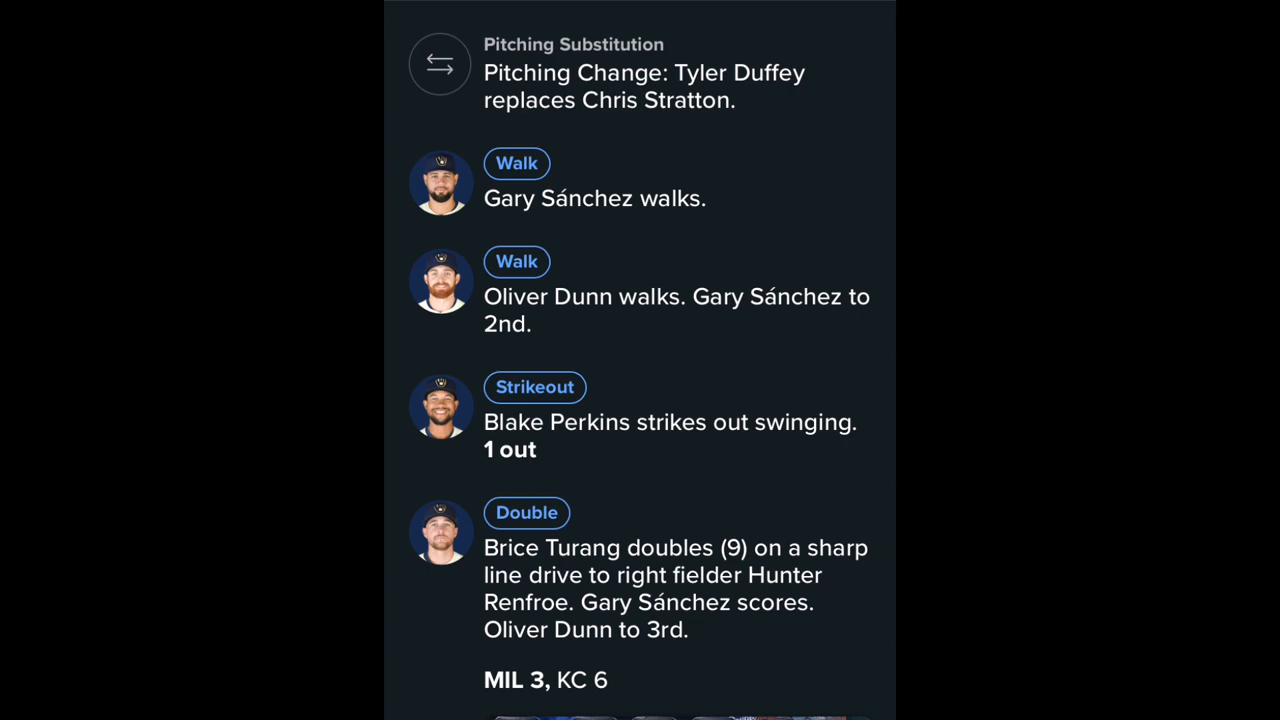 Pitching Substitution
Pitching Change: Tyler Duffey
replaces Chris Stratton.
Walk
Gary Sánchez walks.
Walk
Oliver Dunn walks. Gary Sánchez to
2nd.
Strikeout
Blake Perkins strikes out swinging.
1 out
Double
Brice Turang doubles (9) on a sharp
line drive to right fielder Hunter
Renfroe. Gary Sánchez scores.
Oliver Dunn to 3rd.
MIL 3, KC 6